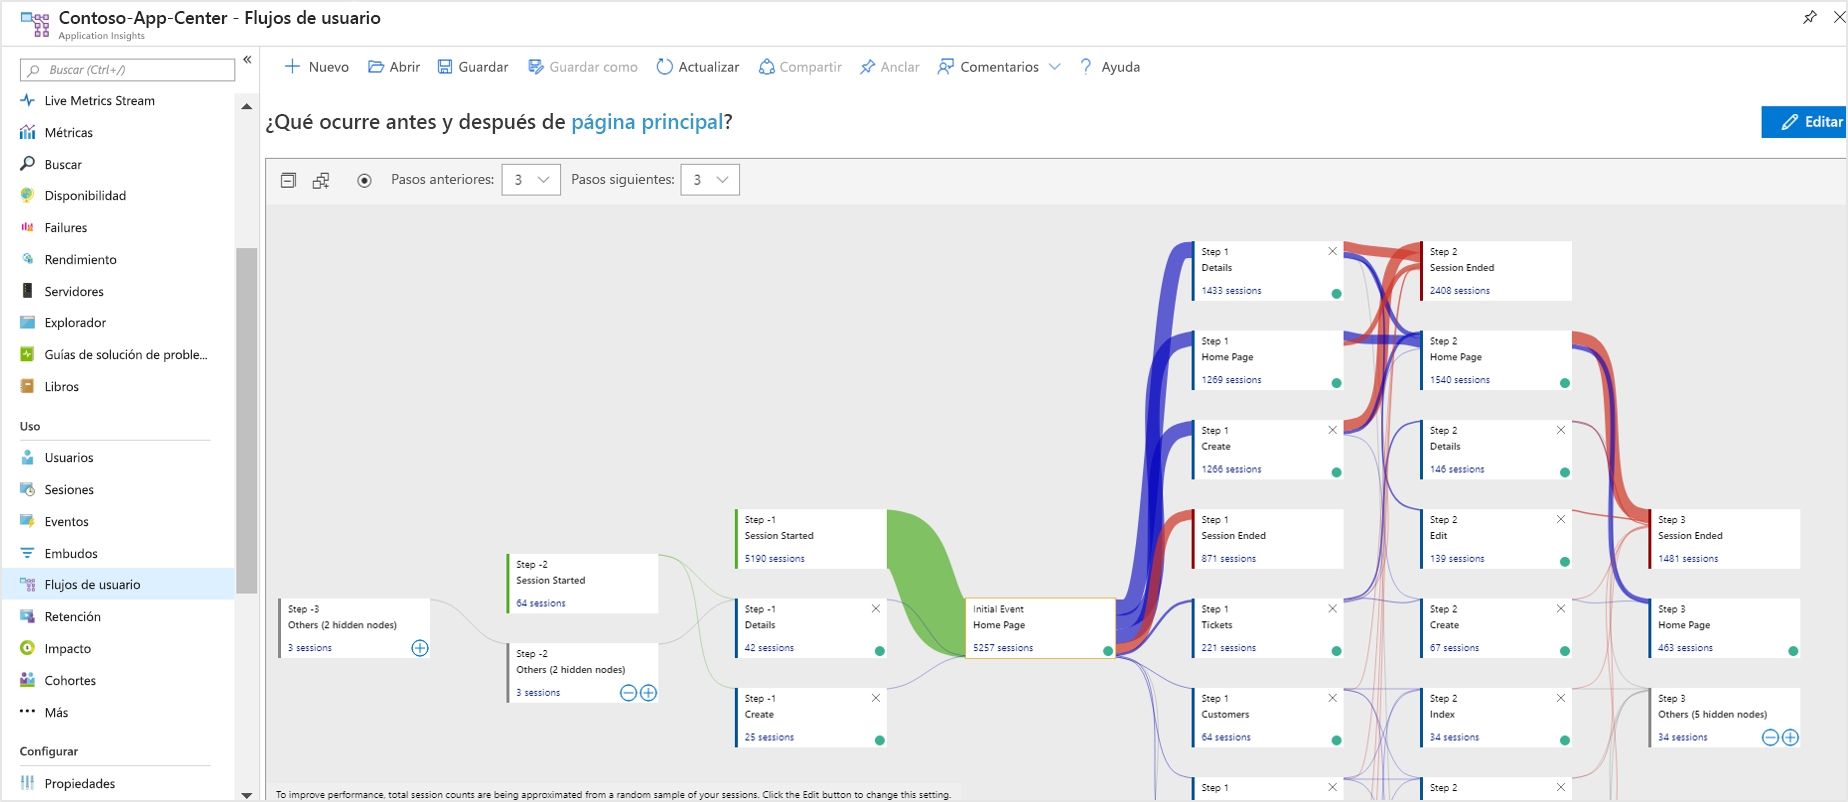 Contoso-App-Center - Flujos de usuario
Application Insights
Buscar (Ctrl+/)
Live Metrics Stream
Métricas
Buscar
Disponibilidad
Failures
Rendimiento
Servidores
Explorador
Guías de solución de proble...
Libros
Uso
Usuarios
Sesiones
Eventos
Embudos
Flujos de usuario
Retención
Impacto
Cohortes
Más
Configurar
Propiedades
Nuevo
Abrir
Guardar
Guardar como
Actualizar
Compartir
Anclar
Comentarios
Ayuda
¿Qué ocurre antes y después de página principal?
Editar
Pasos anteriores: 3
Pasos siguientes: 3
Step -3
Others (2 hidden nodes)
3 sessions
Step -2
Session Started
64 sessions
Step -2
Others (2 hidden nodes)
3 sessions
Step -1
Session Started
5190 sessions
Step -1
Details
42 sessions
Step -1
Create
25 sessions
Initial Event
Home Page
5257 sessions
Step 1
Details
1433 sessions
Step 1
Home Page
1269 sessions
Step 1
Create
1266 sessions
Step 1
Session Ended
871 sessions
Step 1
Tickets
221 sessions
Step 1
Customers
64 sessions
Step 1
Step 2
Session Ended
2408 sessions
Step 2
Home Page
1540 sessions
Step 2
Details
146 sessions
Step 2
Edit
139 sessions
Step 2
Create
67 sessions
Step 2
Index
34 sessions
Step 2
Step 3
Session Ended
1481 sessions
Step 3
Home Page
463 sessions
Step 3
Others (5 hidden nodes)
34 sessions
To improve performance, total session counts are being approximated from a random sample of your sessions. Click the Edit button to change this setting.